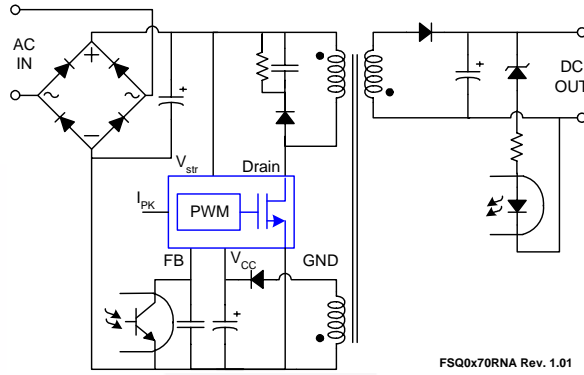 AC
IN
+
−
~
~
+
+
DC
OUT
Vstr
Drain
IPK
PWM
FB
VCC
GND
+
FSQ0x70RNA Rev. 1.01